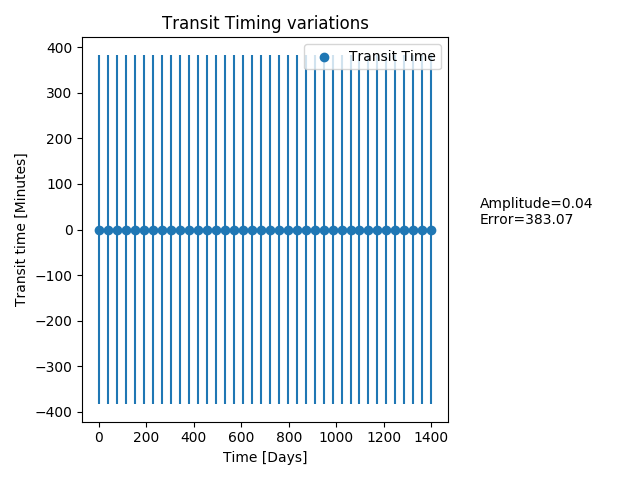 Transit Timing variations
Transit Time
Transit time [Minutes]
400
300
200
100
0
−100
−200
−300
−400
0 200 400 600 800 1000 1200 1400
Time [Days]
Amplitude=0.04
Error=383.07